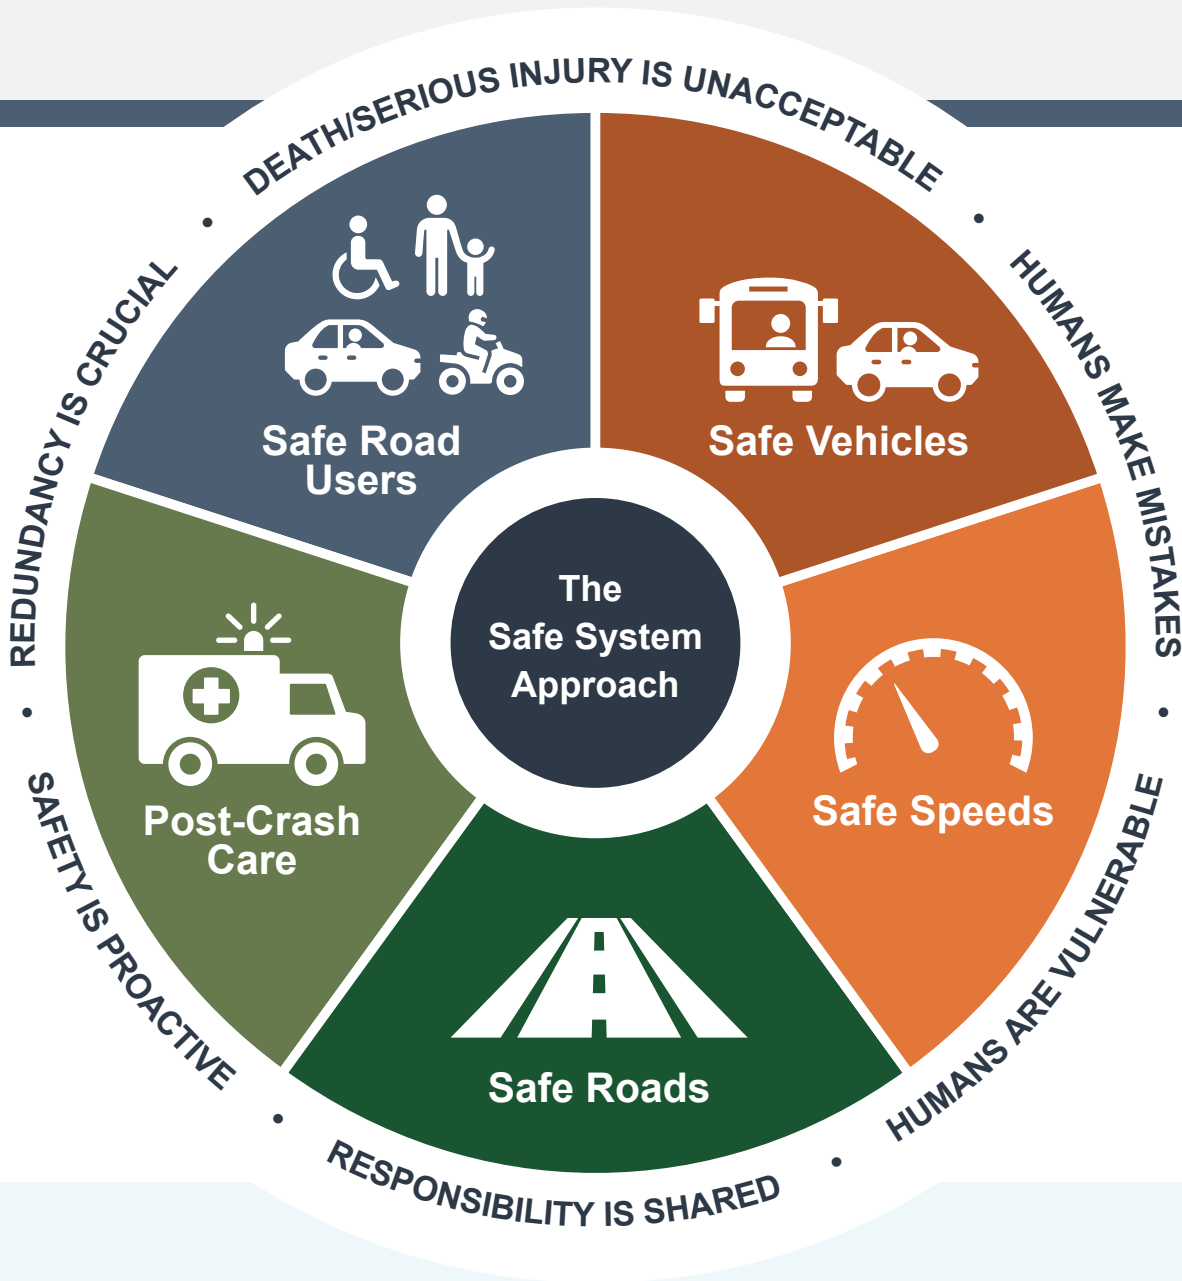 DEATH/SERIOUS INJURY IS UNACCEPTABLE
HUMANS MAKE MISTAKES
HUMANS ARE VULNERABLE
RESPONSIBILITY IS SHARED
SAFETY IS PROACTIVE
REDUNDANCY IS CRUCIAL
Safe Road
Users
Safe Vehicles
Safe Speeds
Safe Roads
Post-Crash
Care
The
Safe System
Approach